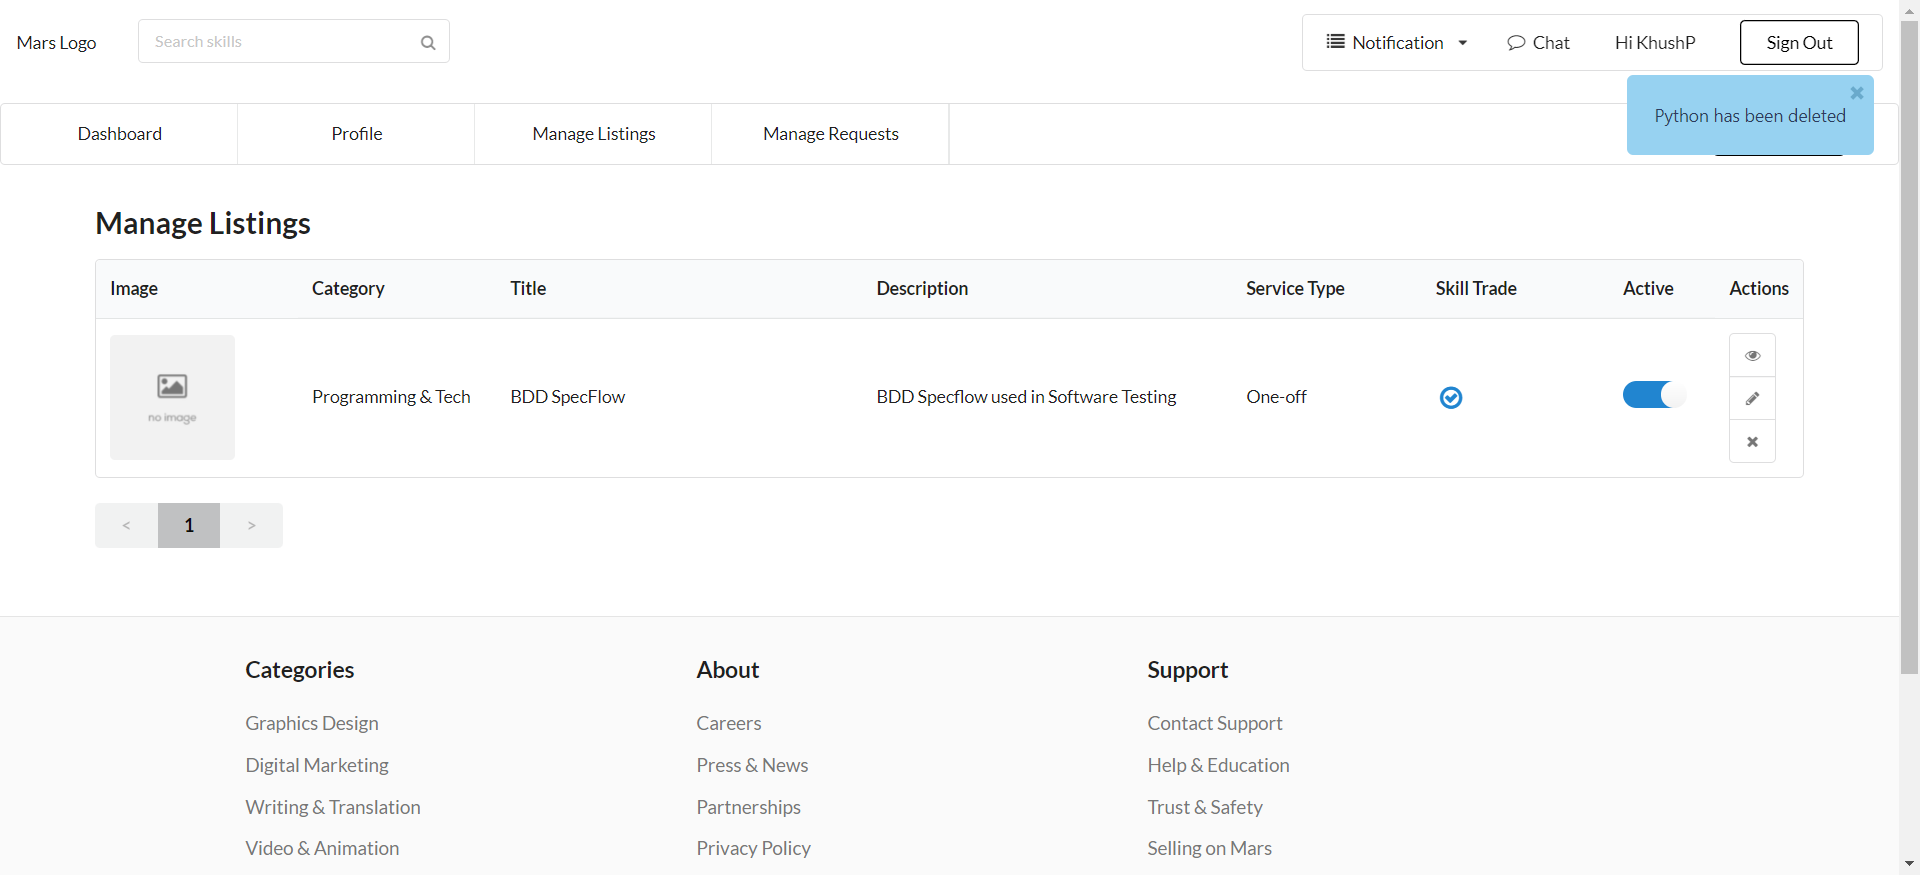 Mars Logo
Search skills
Notification
Chat
Hi KhushP
Sign Out
Python has been deleted
Dashboard
Profile
Manage Listings
Manage Requests
Manage Listings
Image
Category
Title
Description
Service Type
Skill Trade
Active
Actions
no image
Programming & Tech
BDD SpecFlow
BDD Specflow used in Software Testing
One-off
< 1 >
Categories
Graphics Design
Digital Marketing
Writing & Translation
Video & Animation
About
Careers
Press & News
Partnerships
Privacy Policy
Support
Contact Support
Help & Education
Trust & Safety
Selling on Mars